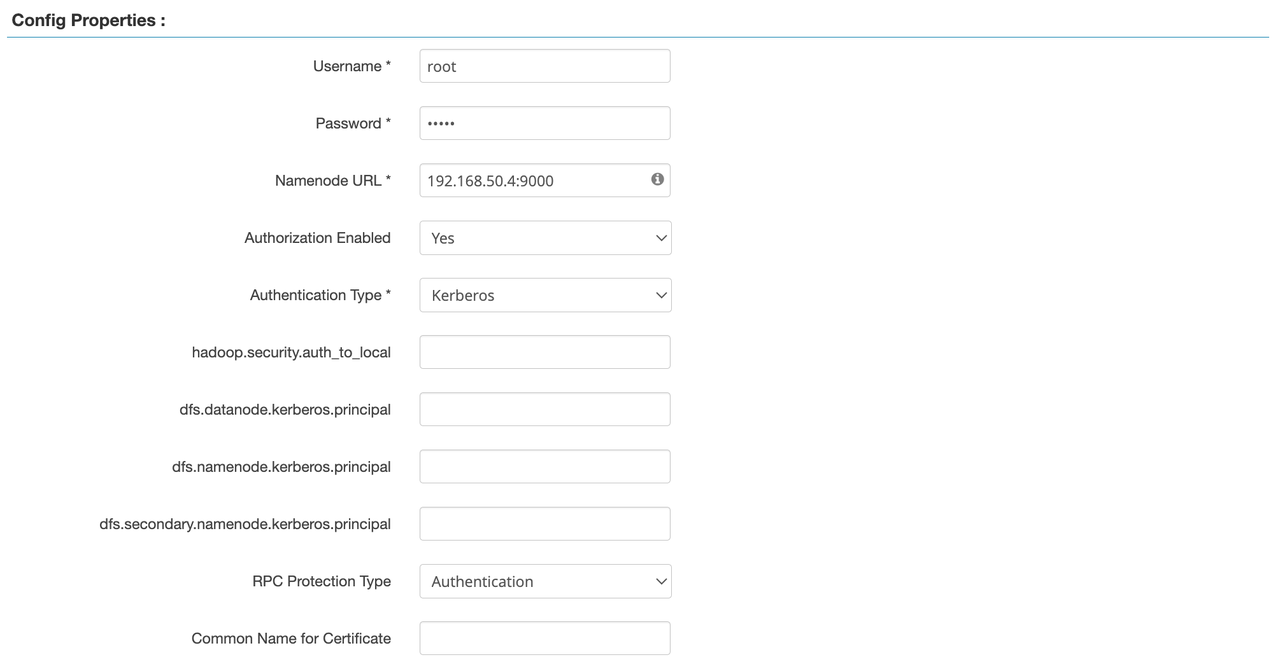 Config Properties :
Username * root
Password * •••••
Namenode URL * 192.168.50.4:9000
Authorization Enabled Yes
Authentication Type * Kerberos
hadoop.security.auth_to_local
dfs.datanode.kerberos.principal
dfs.namenode.kerberos.principal
dfs.secondary.namenode.kerberos.principal
RPC Protection Type Authentication
Common Name for Certificate